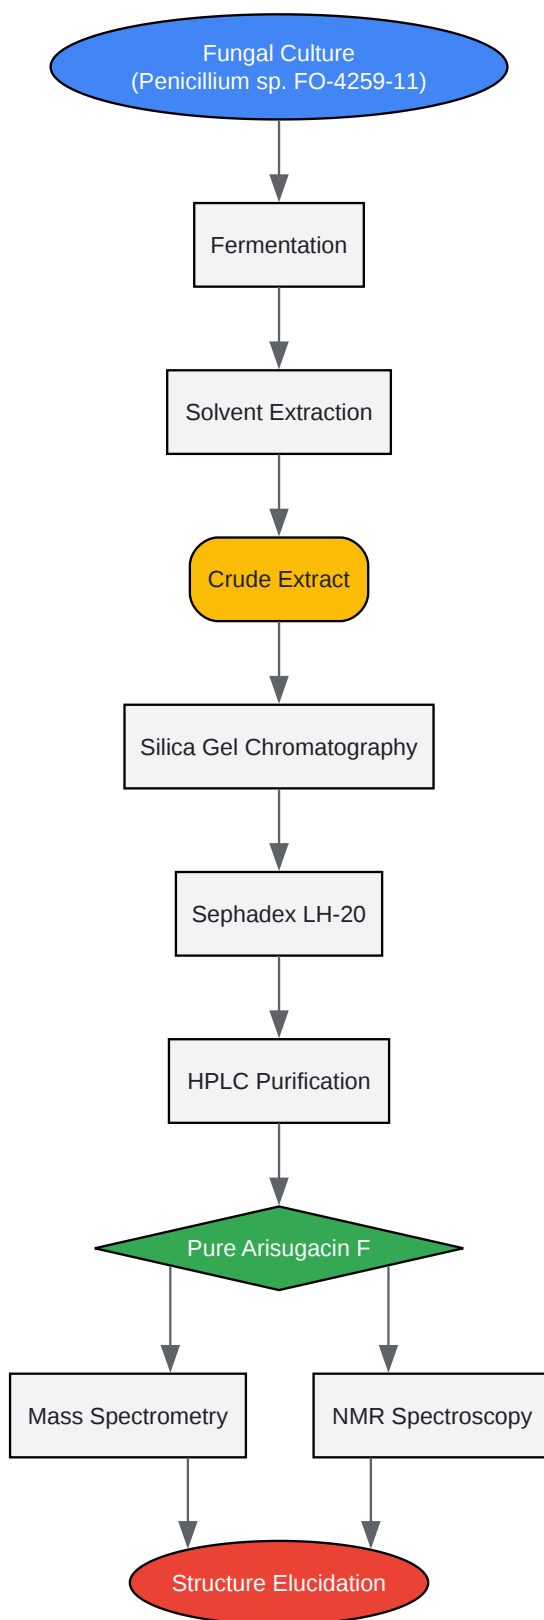 Fungal Culture
(Penicillium sp. FO-4259-11)
Fermentation
Solvent Extraction
Crude Extract
Silica Gel Chromatography
Sephadex LH-20
HPLC Purification
Pure Arisugacin F
Mass Spectrometry
NMR Spectroscopy
Structure Elucidation